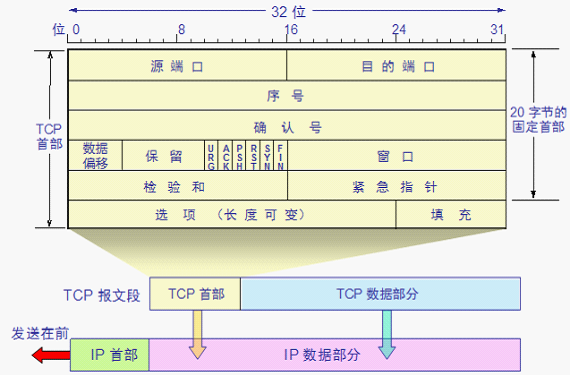 32 位
位 0 8 16 24 31
源 端 口 目 的 端 口
序 号
TCP 首部
确 认 号
20 字节的
固定首部
数据
偏移
保 留
URG ACK PSH RST SYN FIN
窗 口
检 验 和 紧 急 指 针
选 项 （长 度 可 变） 填 充
TCP 报文段 TCP 首部 TCP 数据部分
发送在前
IP 首部 IP 数据部分